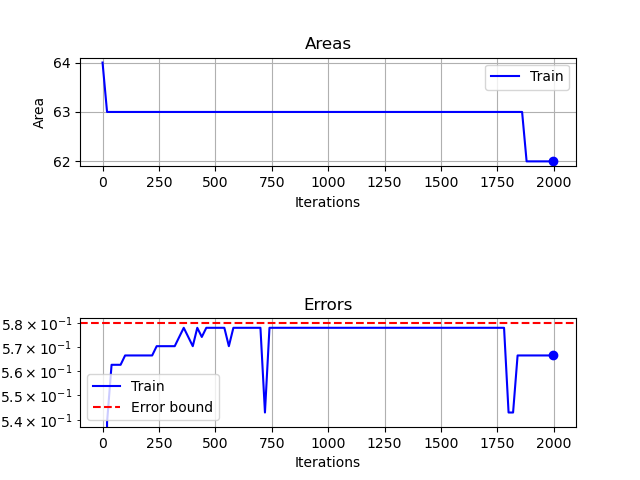 Areas
64
63
62
Area
Train
0 250 500 750 1000 1250 1500 1750 2000
Iterations
Errors
5.8 × 10⁻¹
5.7 × 10⁻¹
5.6 × 10⁻¹
5.5 × 10⁻¹
5.4 × 10⁻¹
Train
Error bound
0 250 500 750 1000 1250 1500 1750 2000
Iterations